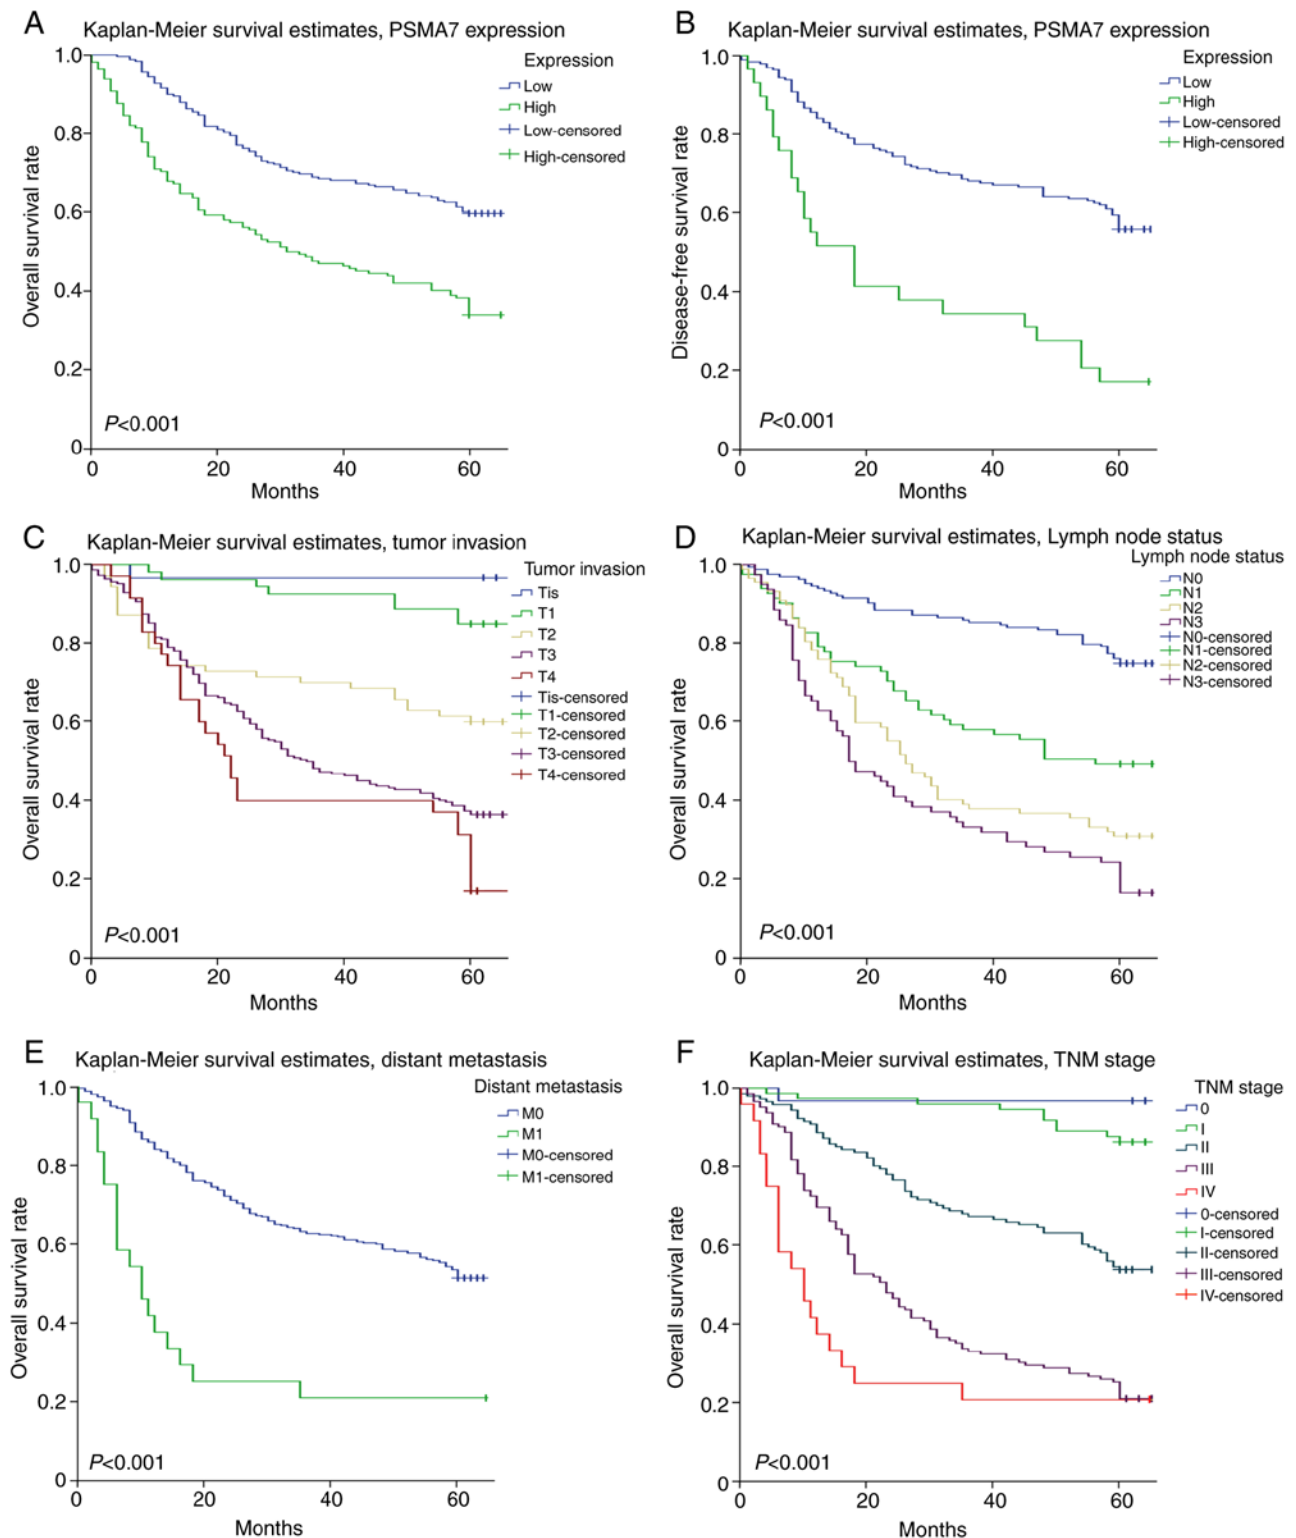 A
Kaplan-Meier survival estimates, PSMA7 expression
Expression
Low
High
Low-censored
High-censored
1.0
0.8
0.6
0.4
0.2
0
Overall survival rate
P<0.001
0 20 40 60
Months
B
Kaplan-Meier survival estimates, PSMA7 expression
Expression
Low
High
Low-censored
High-censored
1.0
0.8
0.6
0.4
0.2
0
Disease-free survival rate
P<0.001
0 20 40 60
Months
C
Kaplan-Meier survival estimates, tumor invasion
Tumor invasion
Tis
T1
T2
T3
T4
Tis-censored
T1-censored
T2-censored
T3-censored
T4-censored
1.0
0.8
0.6
0.4
0.2
0
Overall survival rate
P<0.001
0 20 40 60
Months
D
Kaplan-Meier survival estimates, Lymph node status
Lymph node status
N0
N1
N2
N3
N0-censored
N1-censored
N2-censored
N3-censored
1.0
0.8
0.6
0.4
0.2
0
Overall survival rate
P<0.001
0 20 40 60
Months
E
Kaplan-Meier survival estimates, distant metastasis
Distant metastasis
M0
M1
M0-censored
M1-censored
1.0
0.8
0.6
0.4
0.2
0
Overall survival rate
P<0.001
0 20 40 60
Months
F
Kaplan-Meier survival estimates, TNM stage
TNM stage
0
I
II
III
IV
0-censored
I-censored
II-censored
III-censored
IV-censored
1.0
0.8
0.6
0.4
0.2
0
Overall survival rate
P<0.001
0 20 40 60
Months